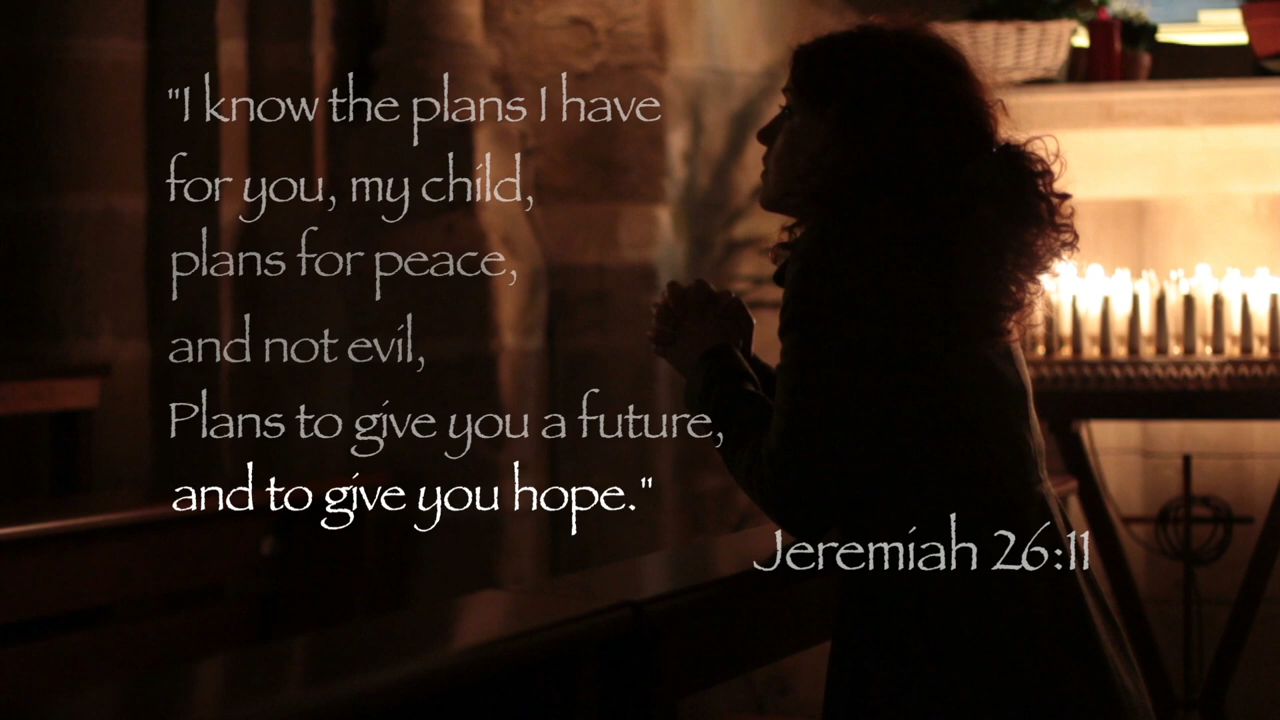 "I know the plans I have
for you, my child,
plans for peace,
and not evil,
Plans to give you a future,
and to give you hope."
Jeremiah 26:11